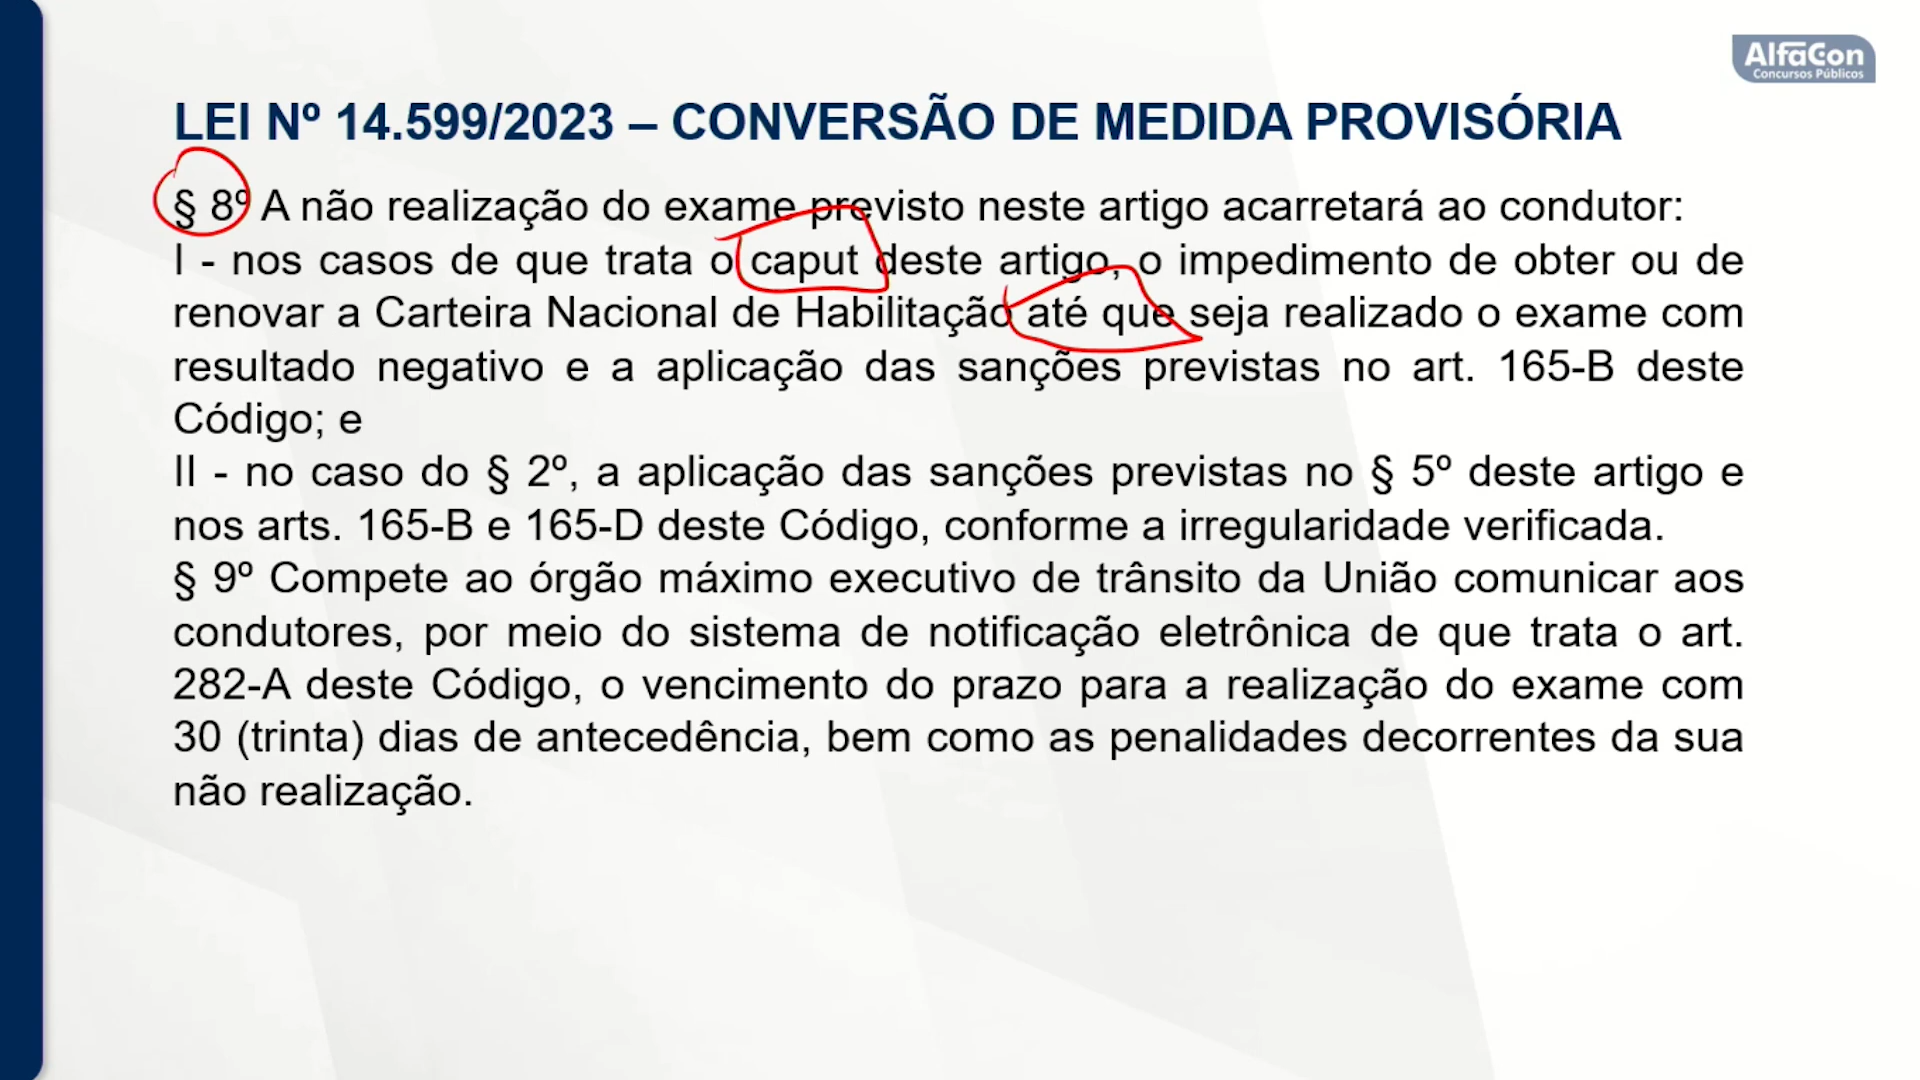 AlfaCon
Concursos Públicos
LEI Nº 14.599/2023 – CONVERSÃO DE MEDIDA PROVISÓRIA
§ 8º A não realização do exame previsto neste artigo acarretará ao condutor:
I - nos casos de que trata o caput deste artigo, o impedimento de obter ou de
renovar a Carteira Nacional de Habilitação até que seja realizado o exame com
resultado negativo e a aplicação das sanções previstas no art. 165-B deste
Código; e
II - no caso do § 2º, a aplicação das sanções previstas no § 5º deste artigo e
nos arts. 165-B e 165-D deste Código, conforme a irregularidade verificada.
§ 9º Compete ao órgão máximo executivo de trânsito da União comunicar aos
condutores, por meio do sistema de notificação eletrônica de que trata o art.
282-A deste Código, o vencimento do prazo para a realização do exame com
30 (trinta) dias de antecedência, bem como as penalidades decorrentes da sua
não realização.